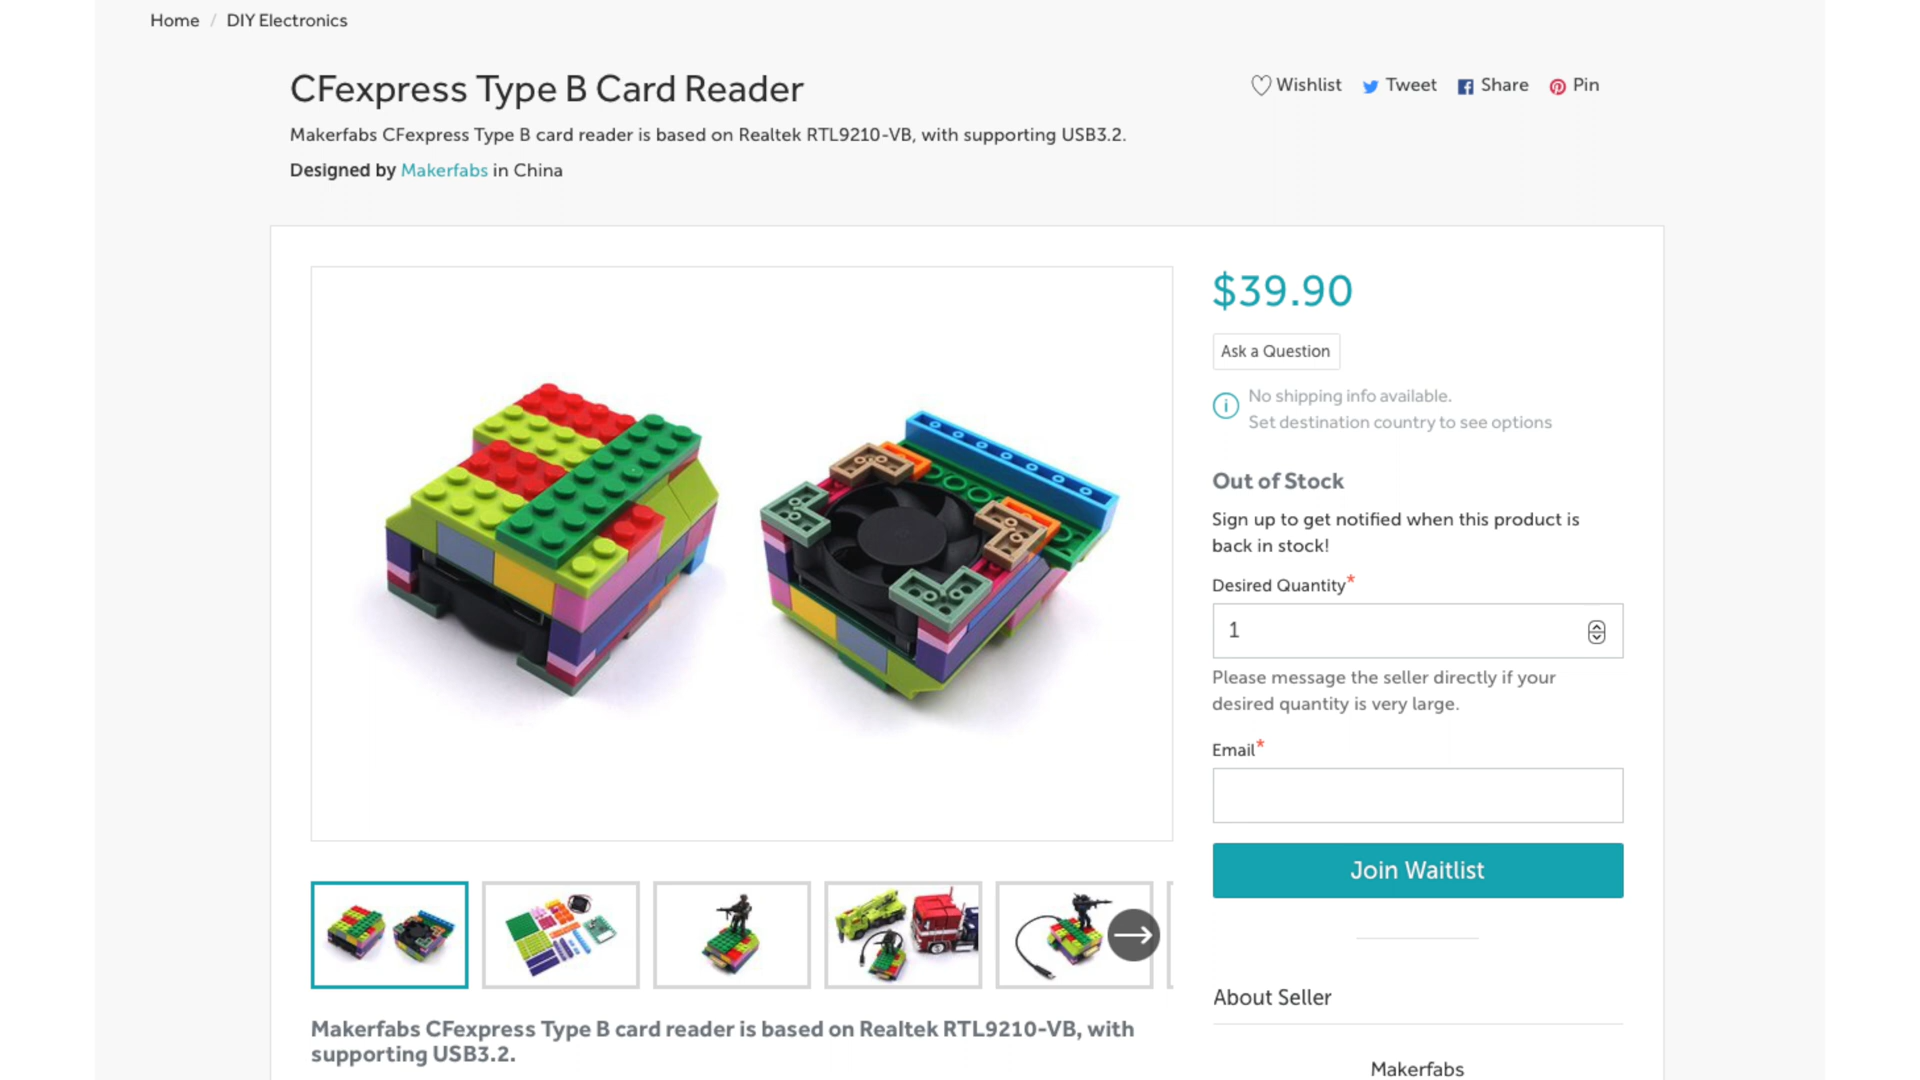 Home / DIY Electronics
CFexpress Type B Card Reader
Wishlist Tweet Share Pin
Makerfabs CFexpress Type B card reader is based on Realtek RTL9210-VB, with supporting USB3.2.
Designed by Makerfabs in China
$39.90
Ask a Question
No shipping info available.
Set destination country to see options
Out of Stock
Sign up to get notified when this product is
back in stock!
Desired Quantity*
1
Please message the seller directly if your
desired quantity is very large.
Email*
Join Waitlist
About Seller
Makerfabs
Makerfabs CFexpress Type B card reader is based on Realtek RTL9210-VB, with
supporting USB3.2.